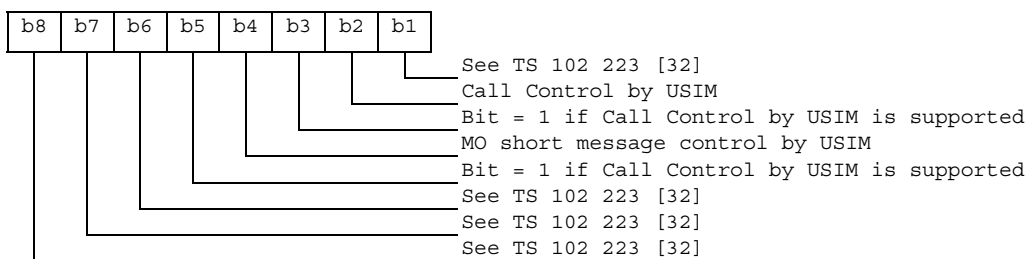 b8 b7 b6 b5 b4 b3 b2 b1
See TS 102 223 [32]
Call Control by USIM
Bit = 1 if Call Control by USIM is supported
MO short message control by USIM
Bit = 1 if Call Control by USIM is supported
See TS 102 223 [32]
See TS 102 223 [32]
See TS 102 223 [32]